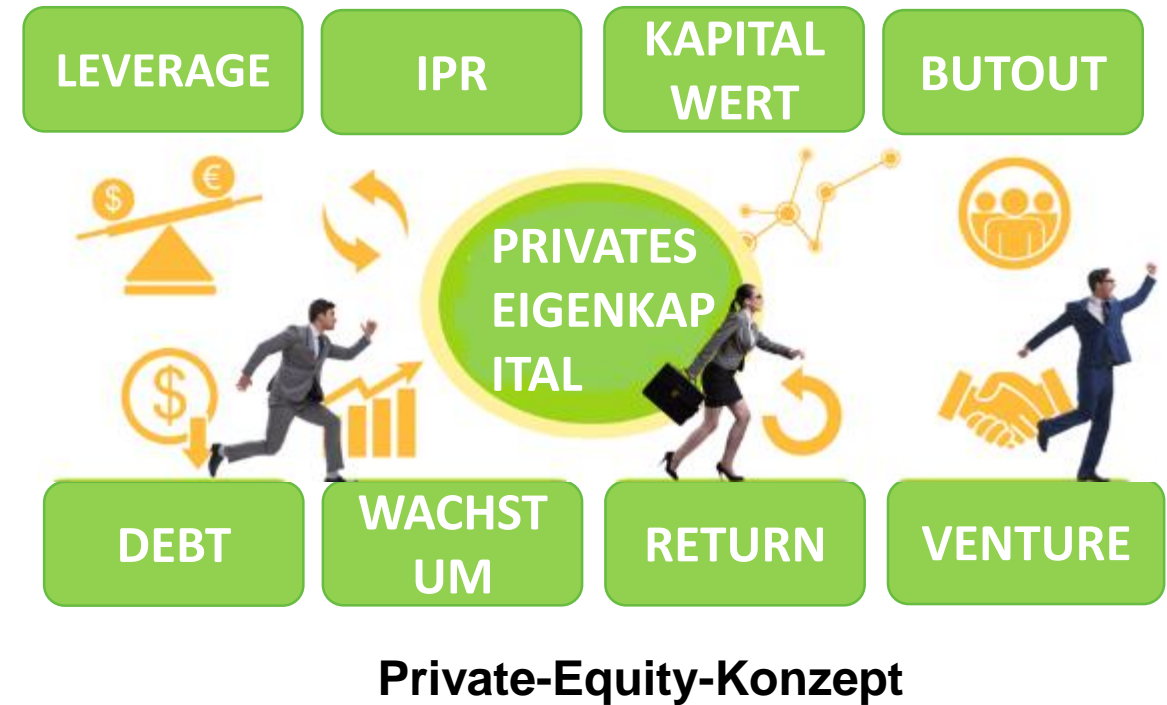 LEVERAGE
IPR
KAPITAL
WERT
BUTOUT
$
€
PRIVATES
EIGENKAP
ITAL
$
DEBT
WACHST
UM
RETURN
VENTURE
Private-Equity-Konzept